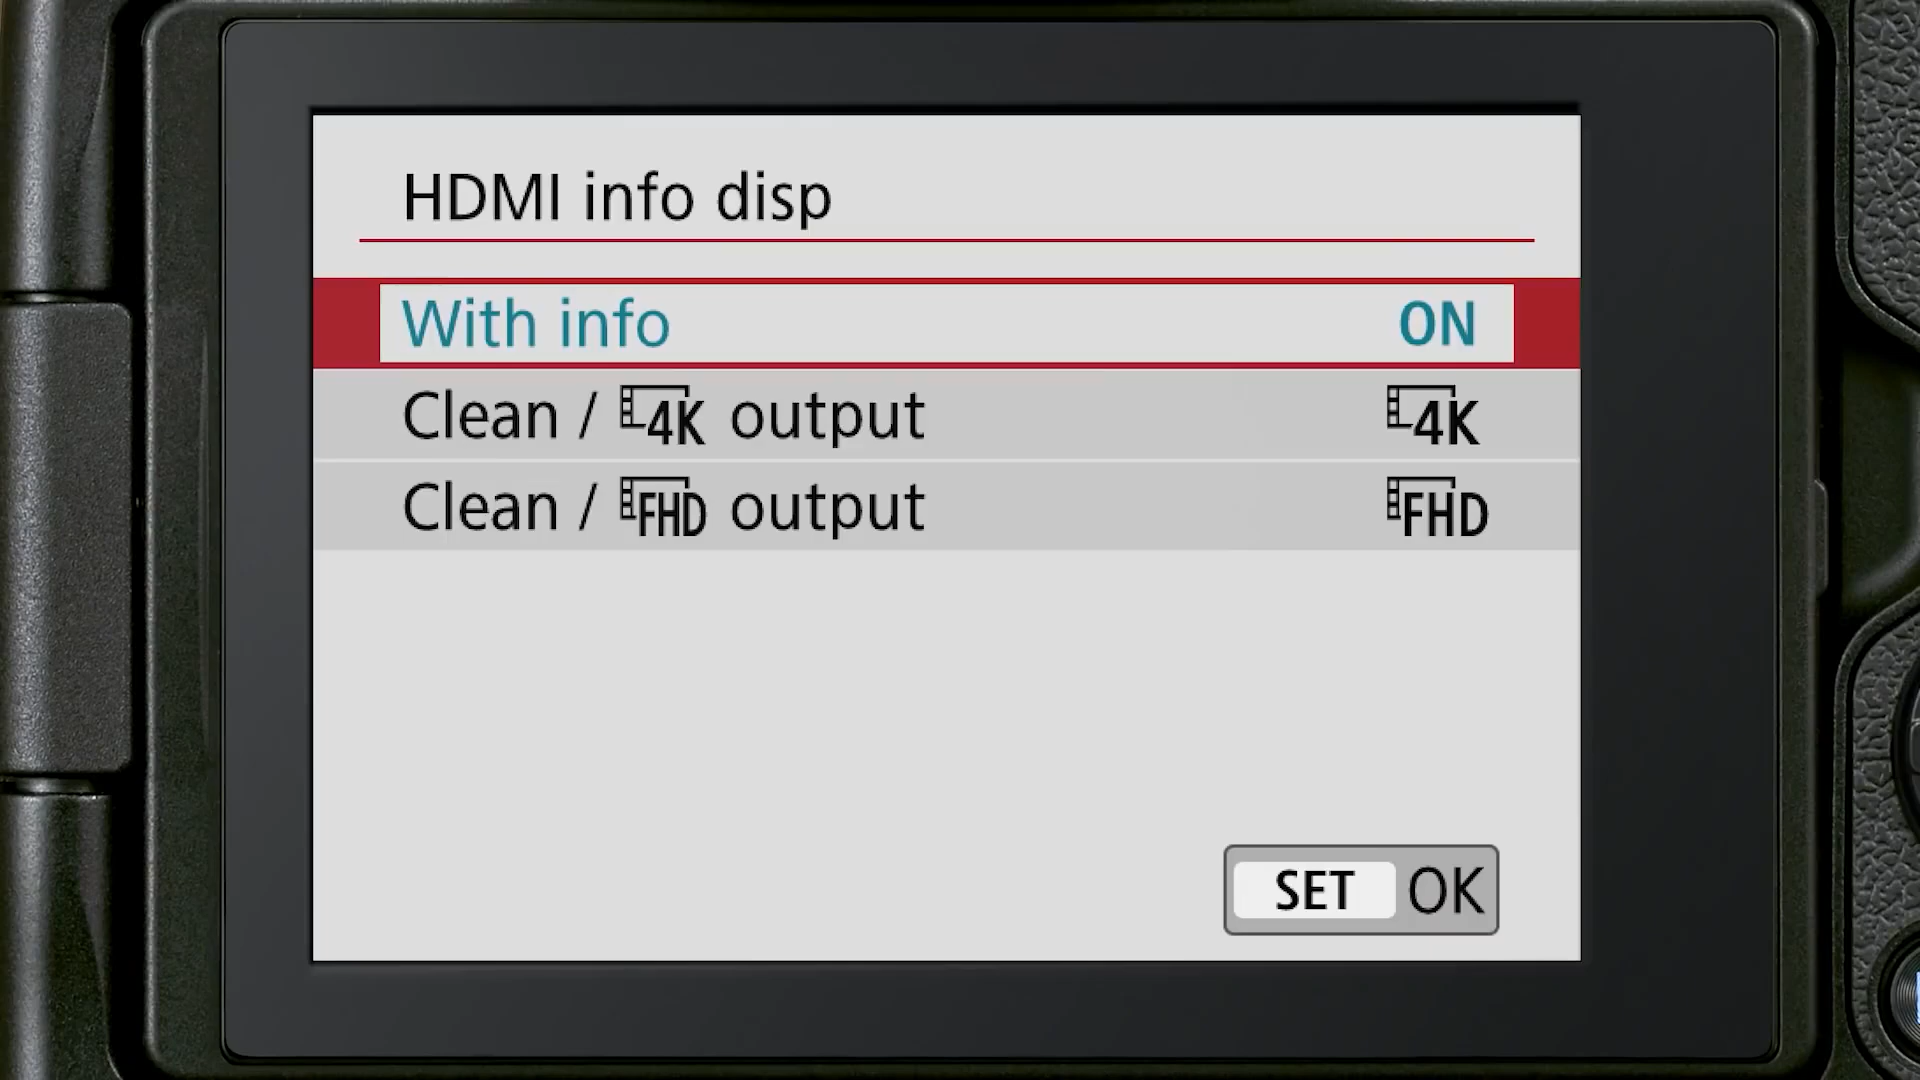 HDMI info disp
With info ON
Clean / 4K output 4K
Clean / FHD output FHD
SET OK